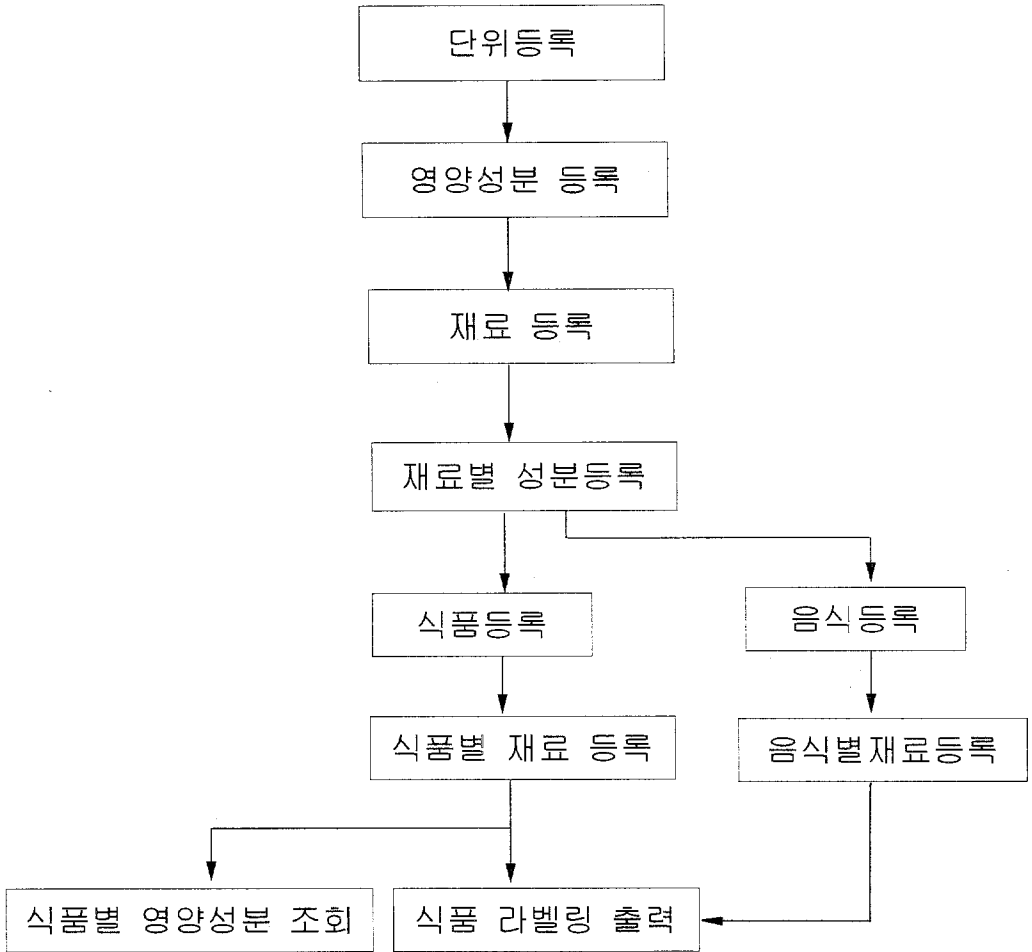 단위등록
영양성분 등록
재료 등록
재료별 성분등록
식품등록
음식등록
식품별 재료 등록
음식별재료등록
식품별 영양성분 조회
식품 라벨링 출력